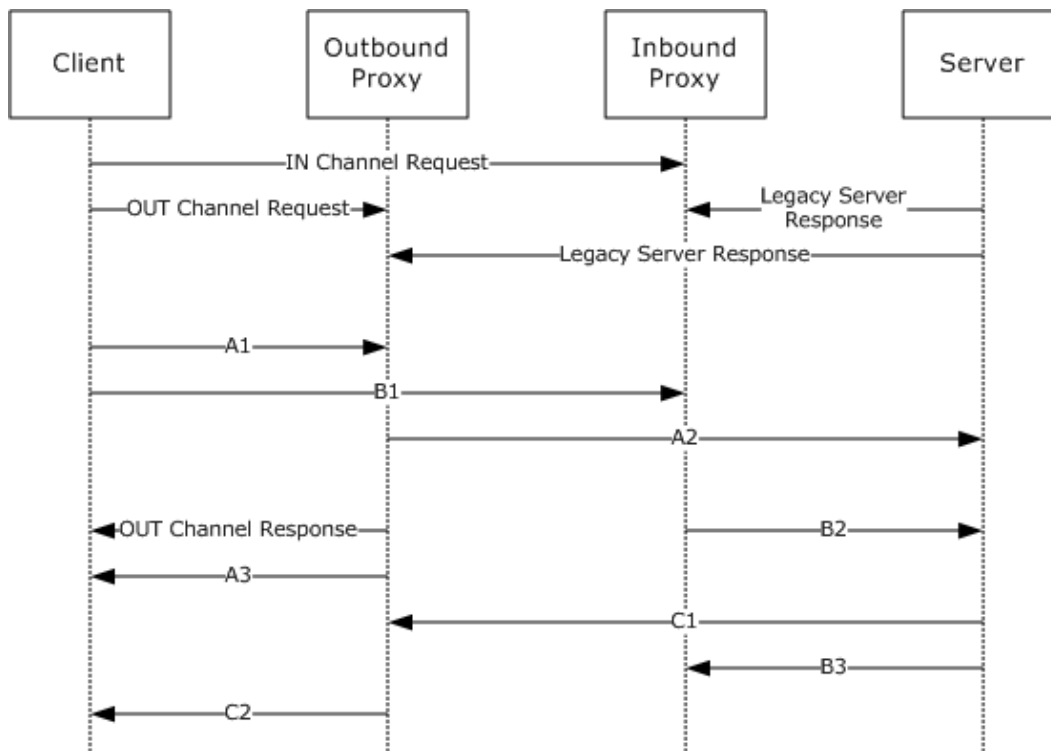 Client
Outbound
Proxy
Inbound
Proxy
Server
IN Channel Request
OUT Channel Request
Legacy Server
Response
Legacy Server Response
A1
B1
A2
OUT Channel Response
B2
A3
C1
B3
C2